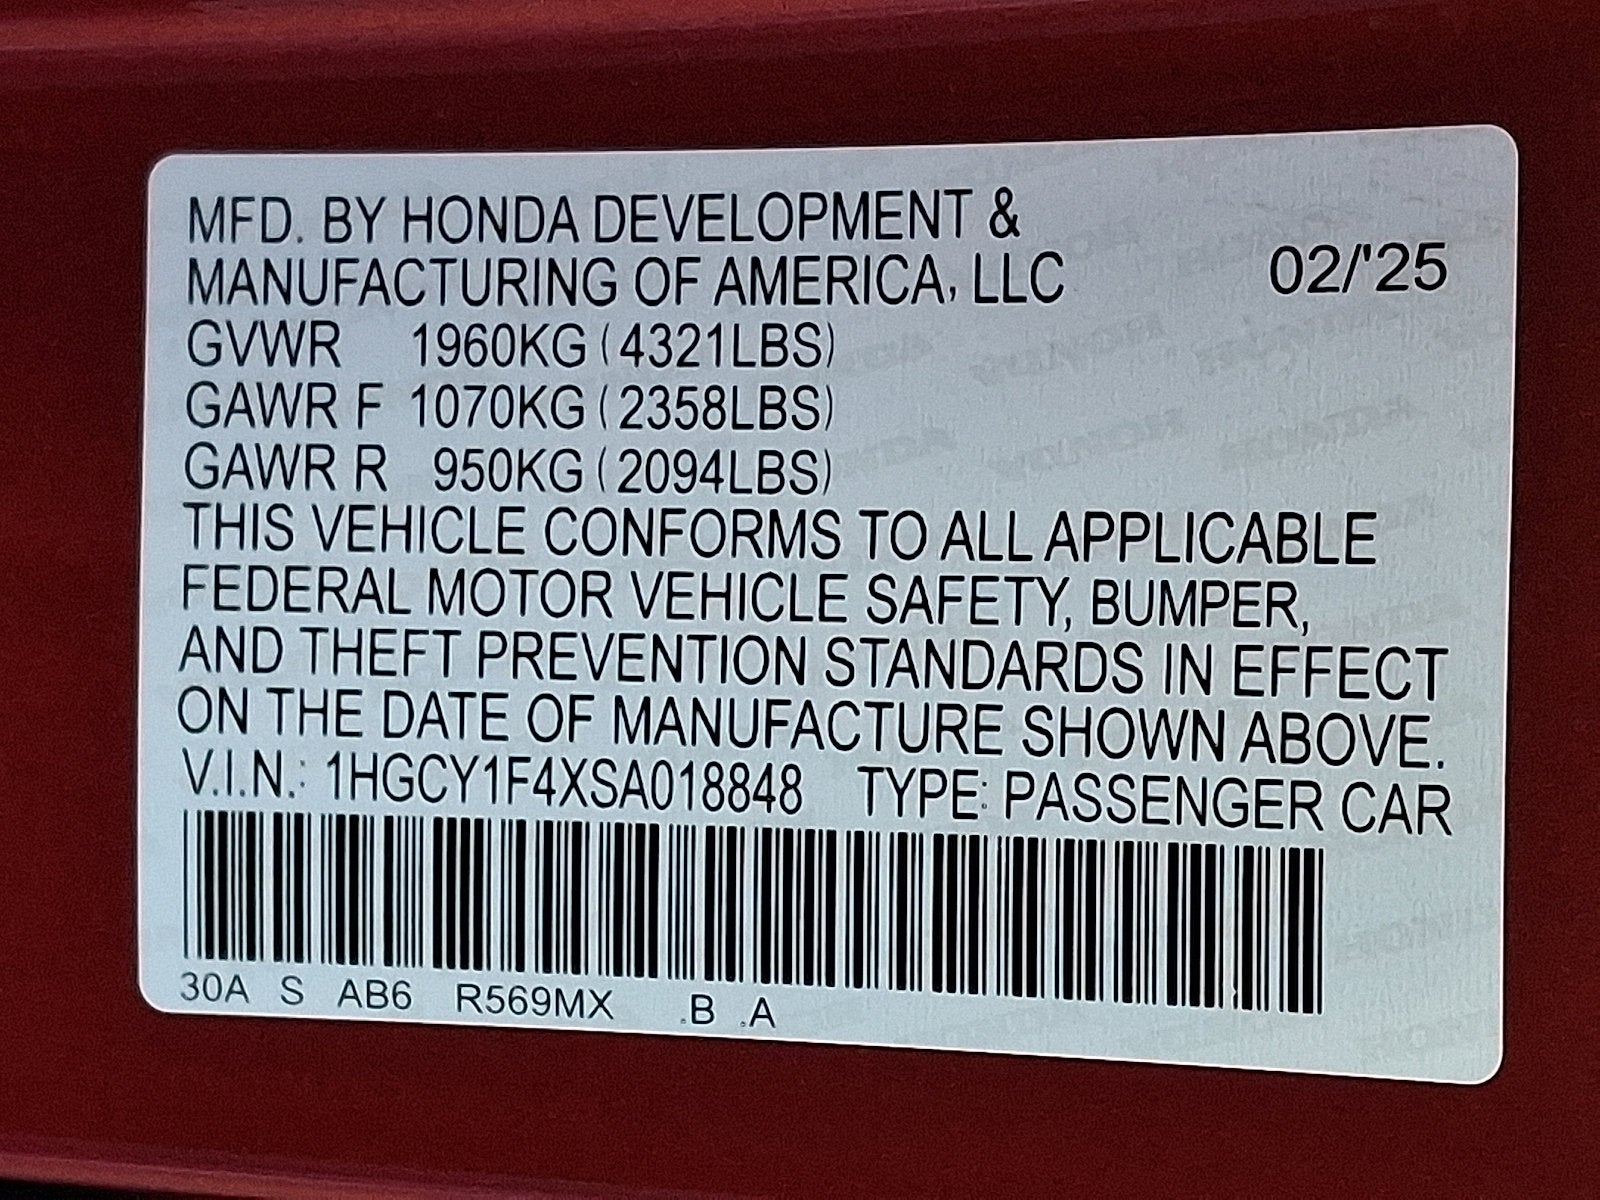 MFD. BY HONDA DEVELOPMENT &
MANUFACTURING OF AMERICA, LLC 02/'25
GVWR 1960KG (4321LBS)
GAWR F 1070KG (2358LBS)
GAWR R 950KG (2094LBS)
THIS VEHICLE CONFORMS TO ALL APPLICABLE
FEDERAL MOTOR VEHICLE SAFETY, BUMPER,
AND THEFT PREVENTION STANDARDS IN EFFECT
ON THE DATE OF MANUFACTURE SHOWN ABOVE.
V.I.N.: 1HGCY1F4XSA018848 TYPE: PASSENGER CAR
30A S AB6 R569MX .B .A